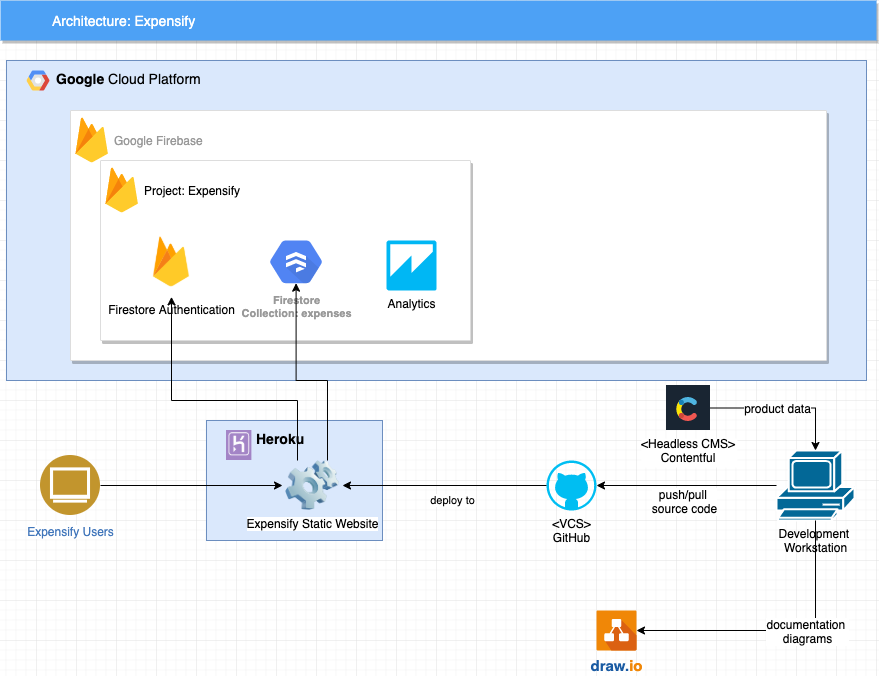 Architecture: Expensify
Google Cloud Platform
Google Firebase
Project: Expensify
Firestore Authentication
Firestore
Collection: expenses
Analytics
product data
Heroku
<Headless CMS>
Contentful
Expensify Users
Expensify Static Website
deploy to
<VCS>
GitHub
push/pull
source code
Development
Workstation
documentation
diagrams
draw.io